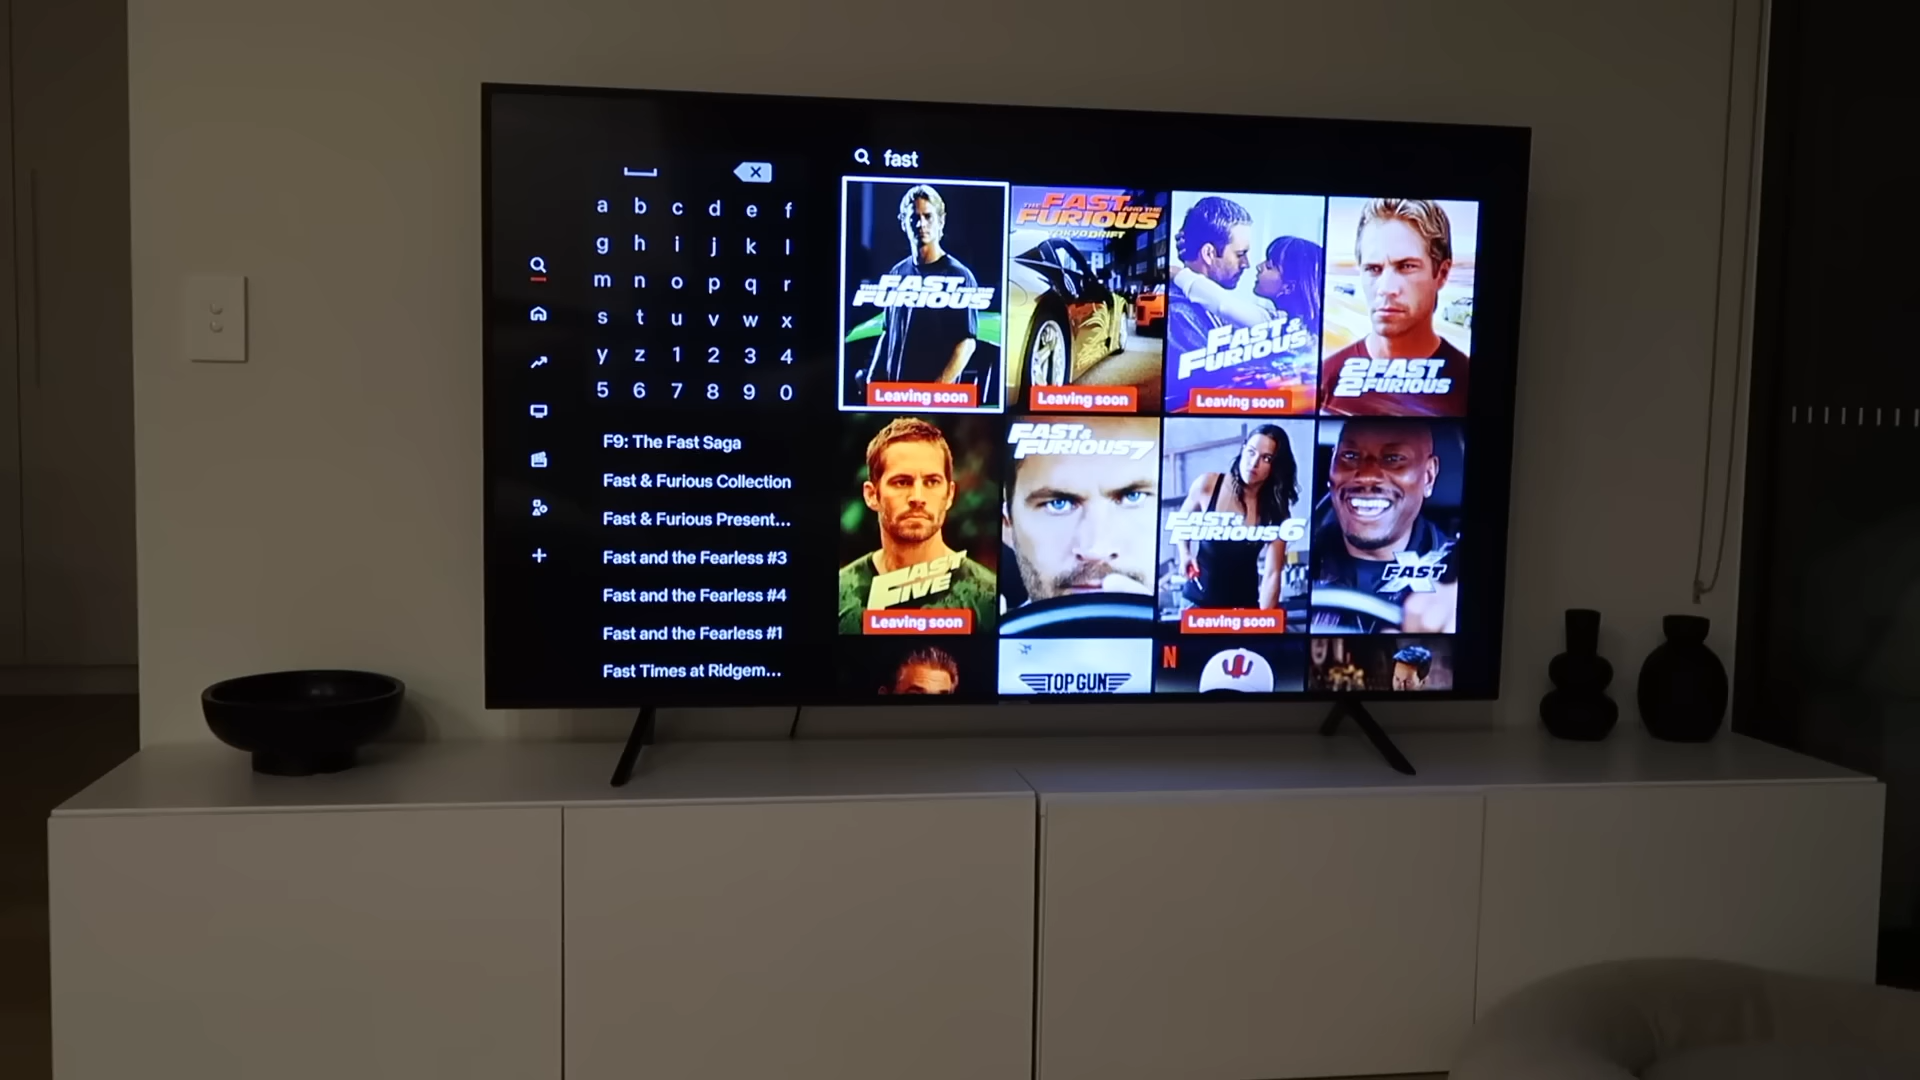 fast
a b c d e f
g h i j k l
m n o p q r
s t u v w x
y z 1 2 3 4
5 6 7 8 9 0
F9: The Fast Saga
Fast & Furious Collection
Fast & Furious Present...
Fast and the Fearless #3
Fast and the Fearless #4
Fast and the Fearless #1
Fast Times at Ridgem...
THE FAST AND THE
FURIOUS
Leaving soon
THE FAST AND THE
FURIOUS
TOKYO DRIFT
Leaving soon
FAST &
FURIOUS
Leaving soon
2 FAST
2 FURIOUS
FAST
FIVE
Leaving soon
FAST &
FURIOUS 7
FAST &
FURIOUS 6
Leaving soon
FAST X
TOP GUN
N